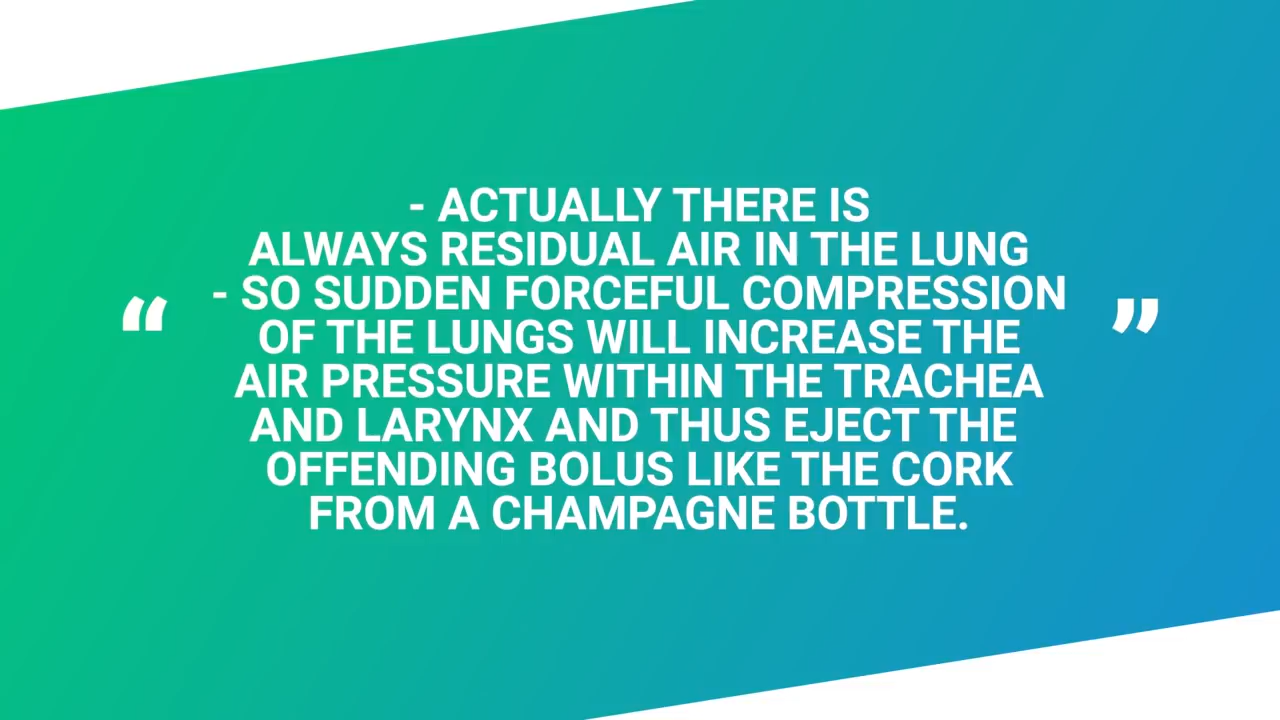 - ACTUALLY THERE IS
ALWAYS RESIDUAL AIR IN THE LUNG
“ - SO SUDDEN FORCEFUL COMPRESSION ”
OF THE LUNGS WILL INCREASE THE
AIR PRESSURE WITHIN THE TRACHEA
AND LARYNX AND THUS EJECT THE
OFFENDING BOLUS LIKE THE CORK
FROM A CHAMPAGNE BOTTLE.